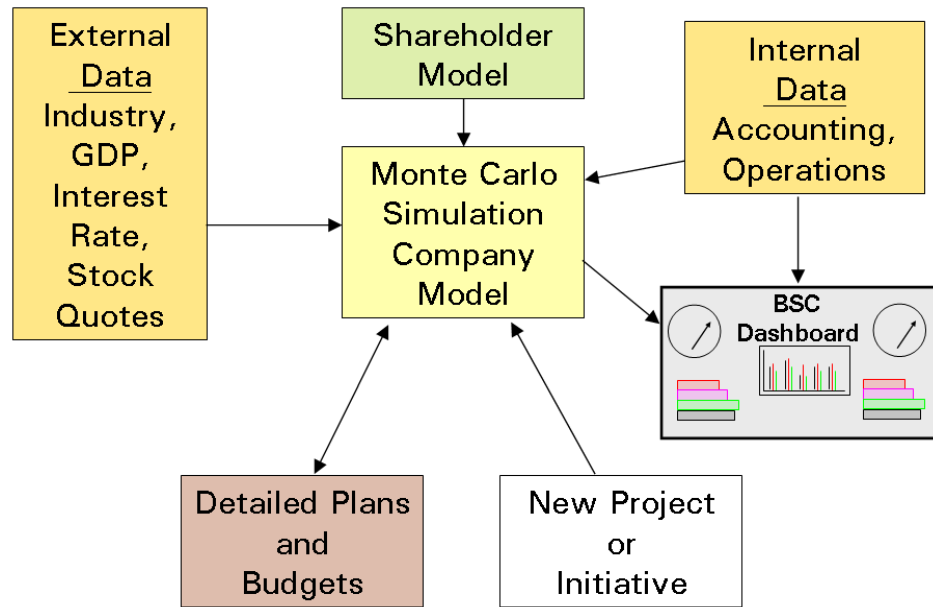 External
Data
Industry,
GDP,
Interest
Rate,
Stock
Quotes
Shareholder
Model
Internal
Data
Accounting,
Operations
Monte Carlo
Simulation
Company
Model
BSC
Dashboard
Detailed Plans
and
Budgets
New Project
or
Initiative